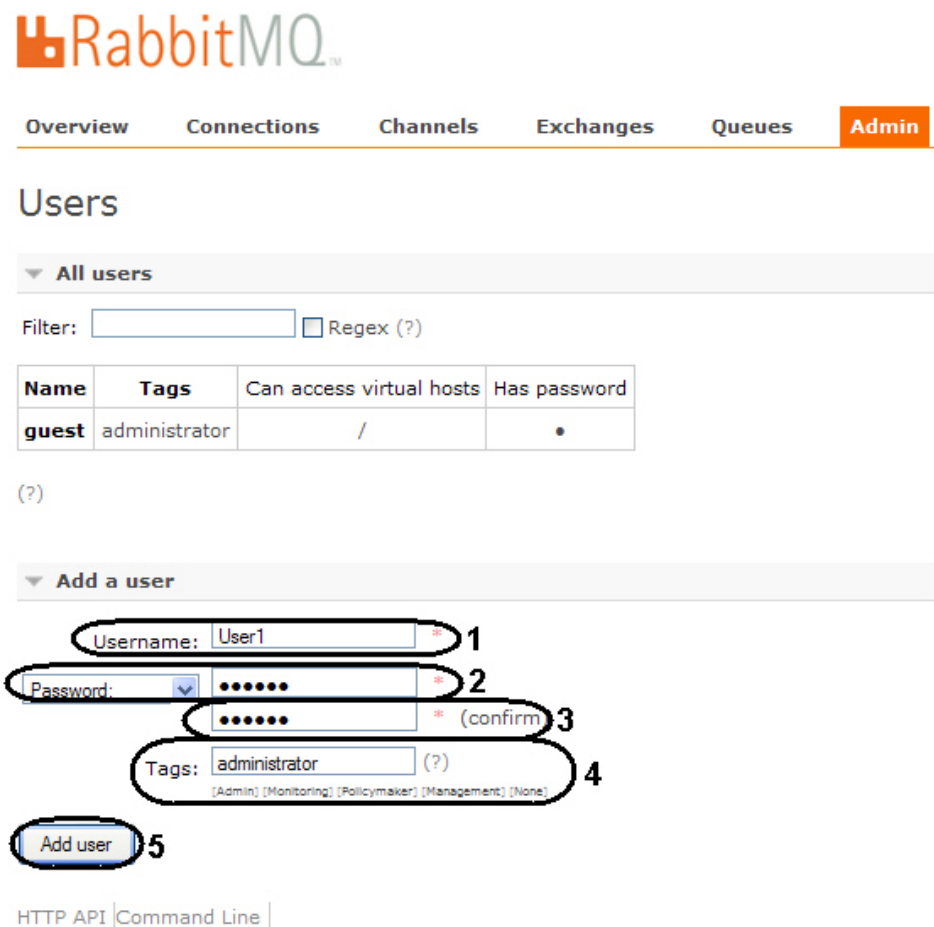 RabbitMQ™
Overview Connections Channels Exchanges Queues Admin
Users
All users
Filter: Regex (?)
Name Tags Can access virtual hosts Has password
guest administrator / ●
(?)
Add a user
Username: User1 * 1
Password: ●●●●●● * 2
●●●●●● * (confirm) 3
Tags: administrator (?) 4
[Admin] [Monitoring] [Policymaker] [Management] [None]
Add user 5
HTTP API Command Line